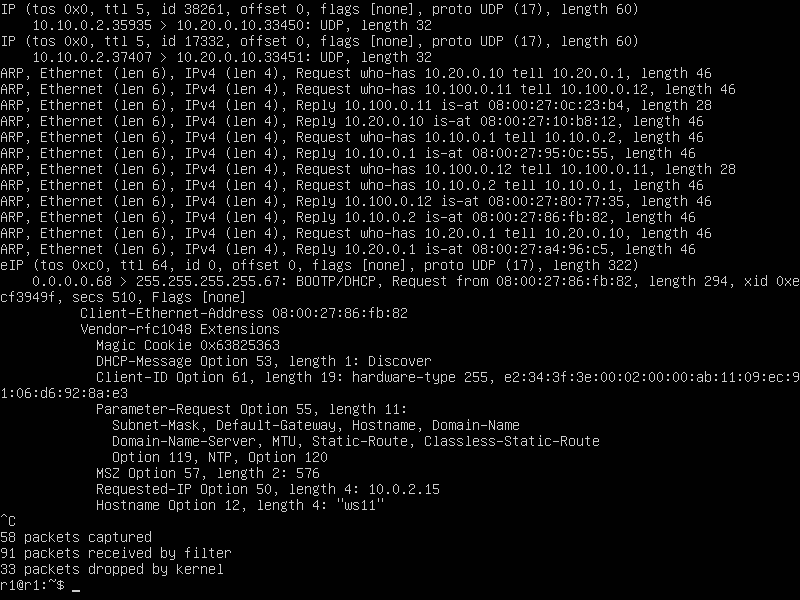 IP (tos 0x0, ttl 5, id 38261, offset 0, flags [none], proto UDP (17), length 60)
10.10.0.2.35935 > 10.20.0.10.33450: UDP, length 32
IP (tos 0x0, ttl 5, id 17332, offset 0, flags [none], proto UDP (17), length 60)
10.10.0.2.37407 > 10.20.0.10.33451: UDP, length 32
ARP, Ethernet (len 6), IPv4 (len 4), Request who-has 10.20.0.10 tell 10.20.0.1, length 46
ARP, Ethernet (len 6), IPv4 (len 4), Request who-has 10.100.0.11 tell 10.100.0.12, length 46
ARP, Ethernet (len 6), IPv4 (len 4), Reply 10.100.0.11 is-at 08:00:27:0c:23:b4, length 28
ARP, Ethernet (len 6), IPv4 (len 4), Reply 10.20.0.10 is-at 08:00:27:10:b8:12, length 46
ARP, Ethernet (len 6), IPv4 (len 4), Request who-has 10.10.0.1 tell 10.10.0.2, length 46
ARP, Ethernet (len 6), IPv4 (len 4), Reply 10.10.0.1 is-at 08:00:27:95:0c:55, length 46
ARP, Ethernet (len 6), IPv4 (len 4), Request who-has 10.100.0.12 tell 10.100.0.11, length 28
ARP, Ethernet (len 6), IPv4 (len 4), Request who-has 10.10.0.2 tell 10.10.0.1, length 46
ARP, Ethernet (len 6), IPv4 (len 4), Reply 10.100.0.12 is-at 08:00:27:80:77:35, length 46
ARP, Ethernet (len 6), IPv4 (len 4), Reply 10.10.0.2 is-at 08:00:27:86:fb:82, length 46
ARP, Ethernet (len 6), IPv4 (len 4), Request who-has 10.20.0.1 tell 10.20.0.10, length 46
ARP, Ethernet (len 6), IPv4 (len 4), Reply 10.20.0.1 is-at 08:00:27:a4:96:c5, length 46
eIP (tos 0xc0, ttl 64, id 0, offset 0, flags [none], proto UDP (17), length 322)
0.0.0.0.68 > 255.255.255.255.67: BOOTP/DHCP, Request from 08:00:27:86:fb:82, length 294, xid 0xe
cf3949f, secs 510, Flags [none]
Client-Ethernet-Address 08:00:27:86:fb:82
Vendor-rfc1048 Extensions
Magic Cookie 0x63825363
DHCP-Message Option 53, length 1: Discover
Client-ID Option 61, length 19: hardware-type 255, e2:34:3f:3e:00:02:00:00:ab:11:09:ec:9
1:06:d6:92:8a:e3
Parameter-Request Option 55, length 11:
Subnet-Mask, Default-Gateway, Hostname, Domain-Name
Domain-Name-Server, MTU, Static-Route, Classless-Static-Route
Option 119, NTP, Option 120
MSZ Option 57, length 2: 576
Requested-IP Option 50, length 4: 10.0.2.15
Hostname Option 12, length 4: "ws11"
^C
58 packets captured
91 packets received by filter
33 packets dropped by kernel
r1@r1:~$ _